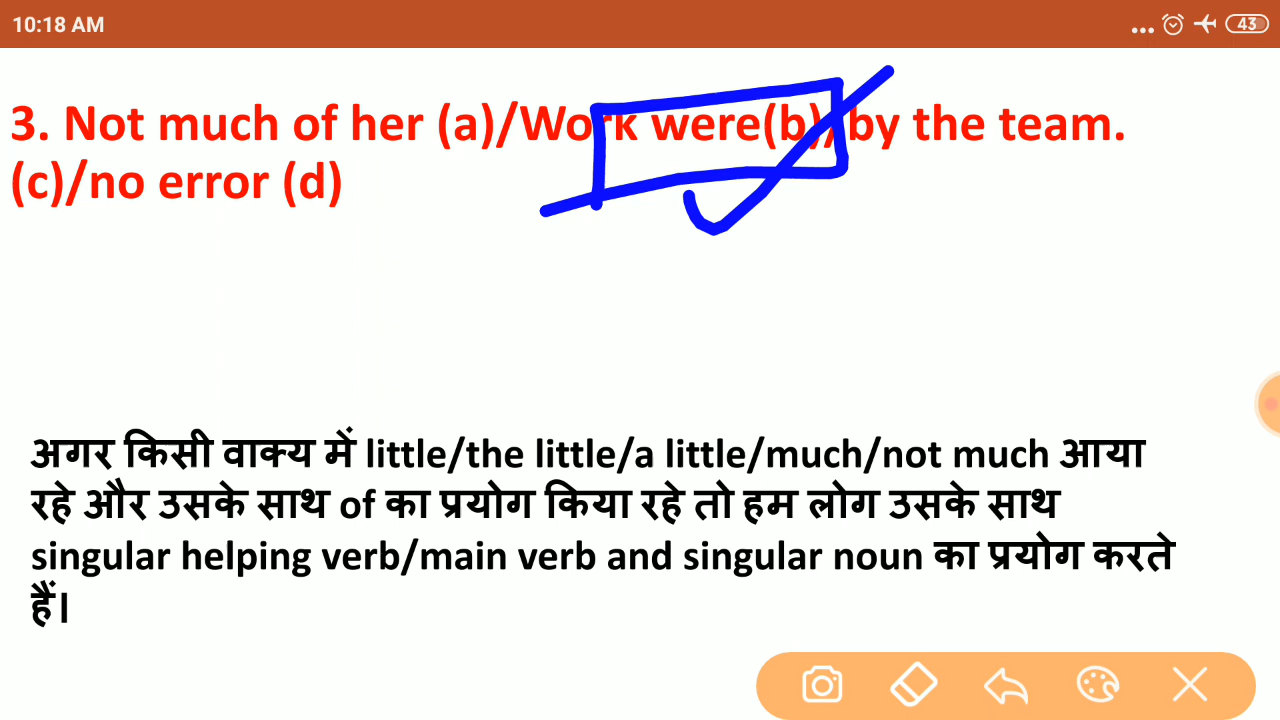 10:18 AM
43
3. Not much of her (a)/Work were(b)//by the team.
(c)/no error (d)
अगर किसी वाक्य में little/the little/a little/much/not much आया
रहे और उसके साथ of का प्रयोग किया रहे तो हम लोग उसके साथ
singular helping verb/main verb and singular noun का प्रयोग करते
हैं।